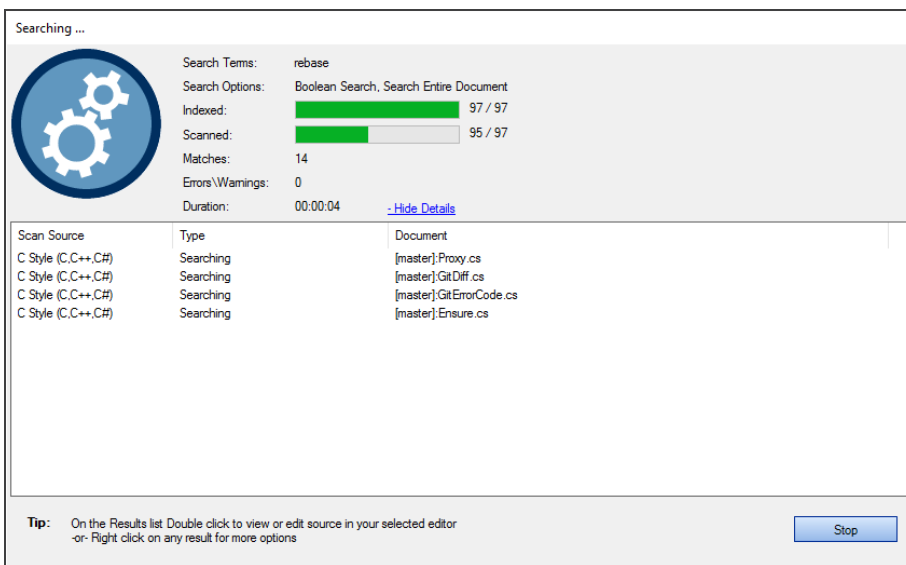 Searching ...
Search Terms: rebase
Search Options: Boolean Search, Search Entire Document
Indexed: 97 / 97
Scanned: 95 / 97
Matches: 14
Errors\Warnings: 0
Duration: 00:00:04 - Hide Details
Scan Source Type Document
C Style (C,C++,C#) Searching [master]:Proxy.cs
C Style (C,C++,C#) Searching [master]:GitDiff.cs
C Style (C,C++,C#) Searching [master]:GitErrorCode.cs
C Style (C,C++,C#) Searching [master]:Ensure.cs
Tip: On the Results list Double click to view or edit source in your selected editor
-or- Right click on any result for more options
Stop